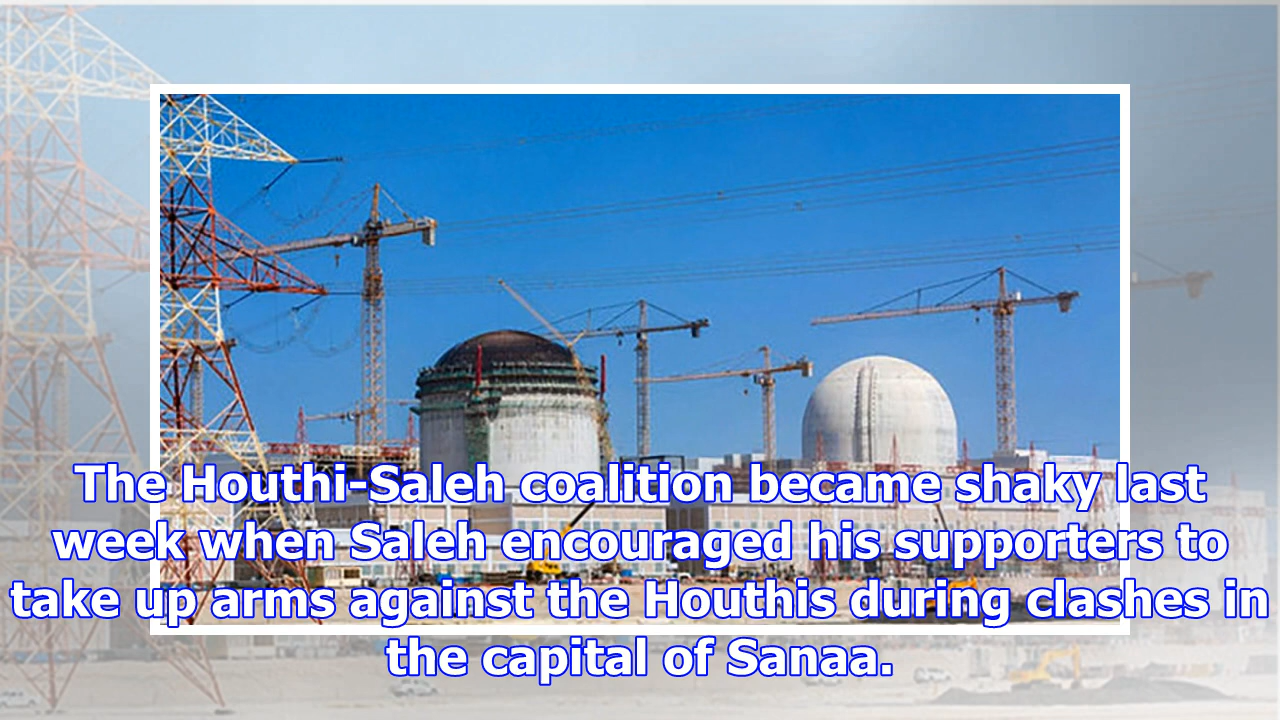 The Houthi-Saleh coalition became shaky last
week when Saleh encouraged his supporters to
take up arms against the Houthis during clashes in
the capital of Sanaa.